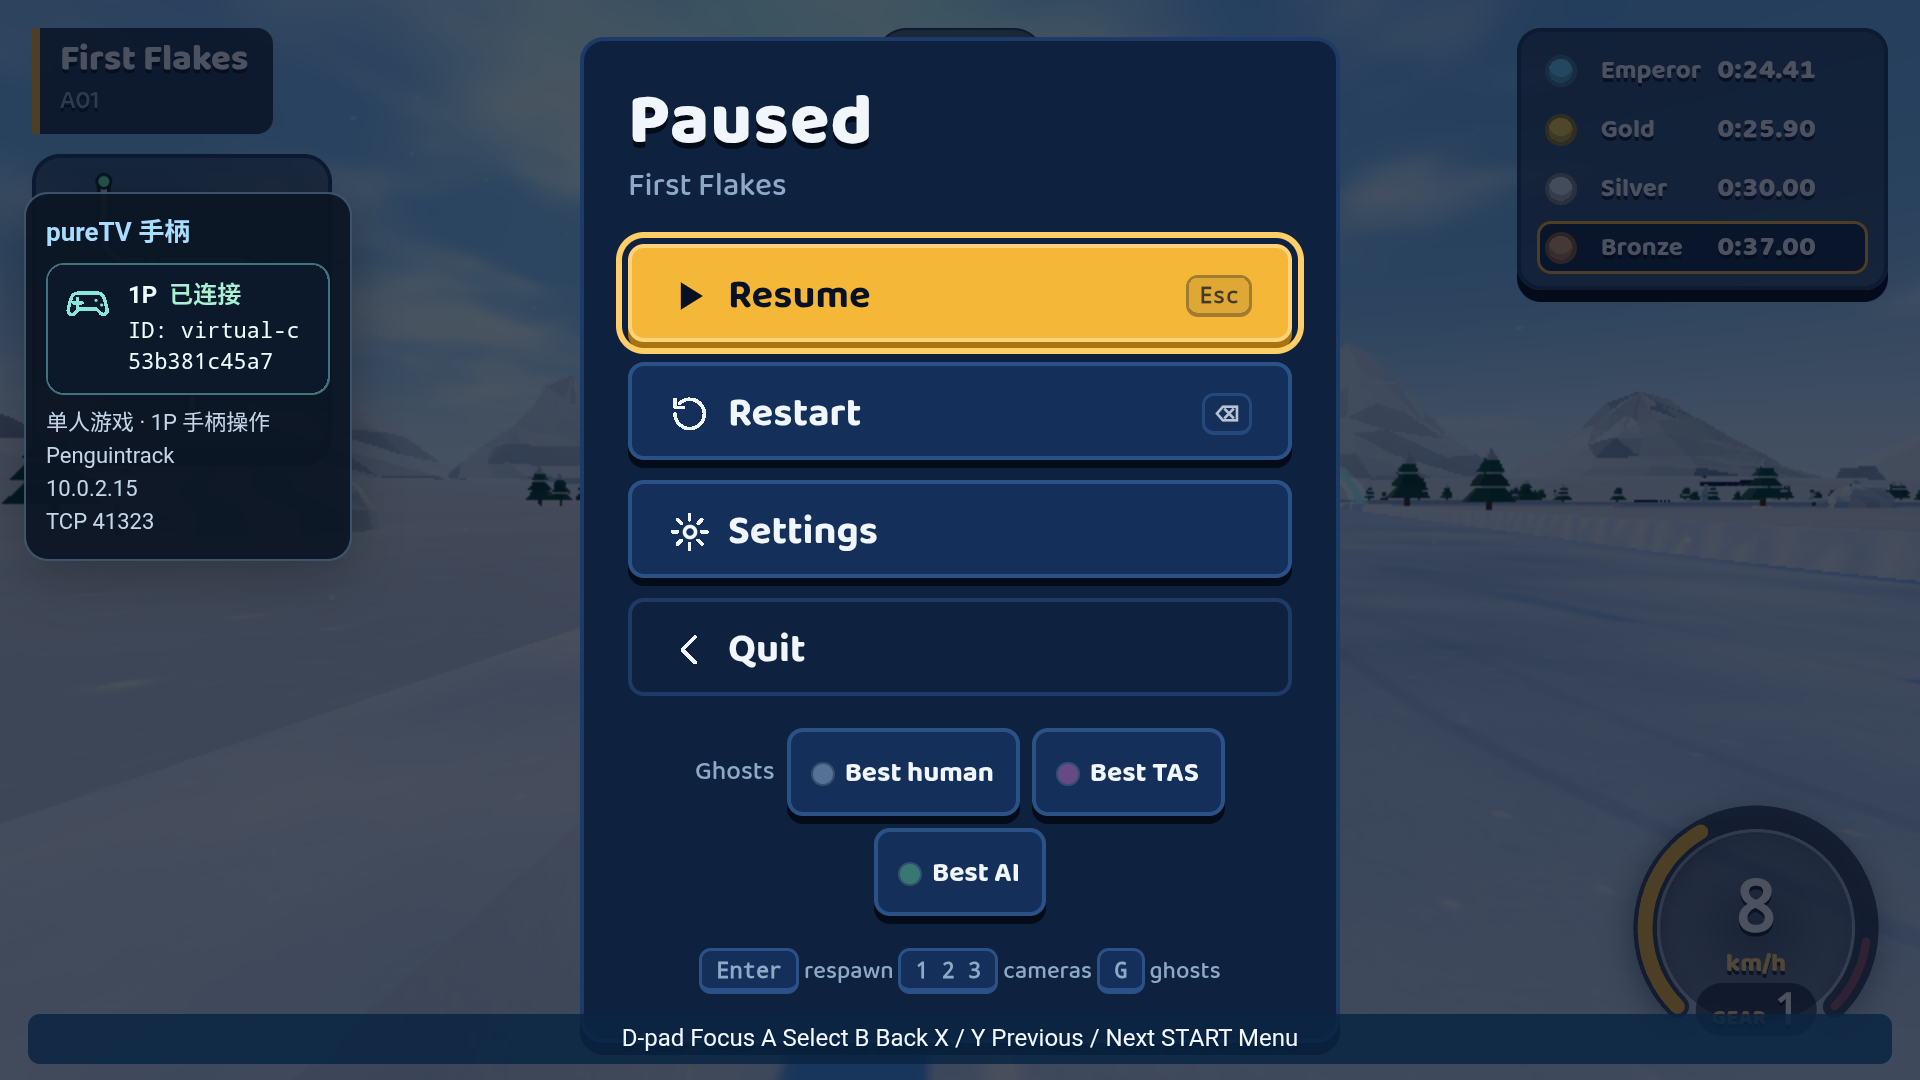 First Flakes
A01
pureTV 手柄
1P 已连接
ID: virtual-c
53b381c45a7
单人游戏 · 1P 手柄操作
Penguintrack
10.0.2.15
TCP 41323
Paused
First Flakes
Resume Esc
Restart
Settings
Quit
Ghosts Best human Best TAS
Best AI
Enter respawn 1 2 3 cameras G ghosts
D-pad Focus A Select B Back X / Y Previous / Next START Menu
Emperor 0:24.41
Gold 0:25.90
Silver 0:30.00
Bronze 0:37.00
8
km/h
GEAR 1